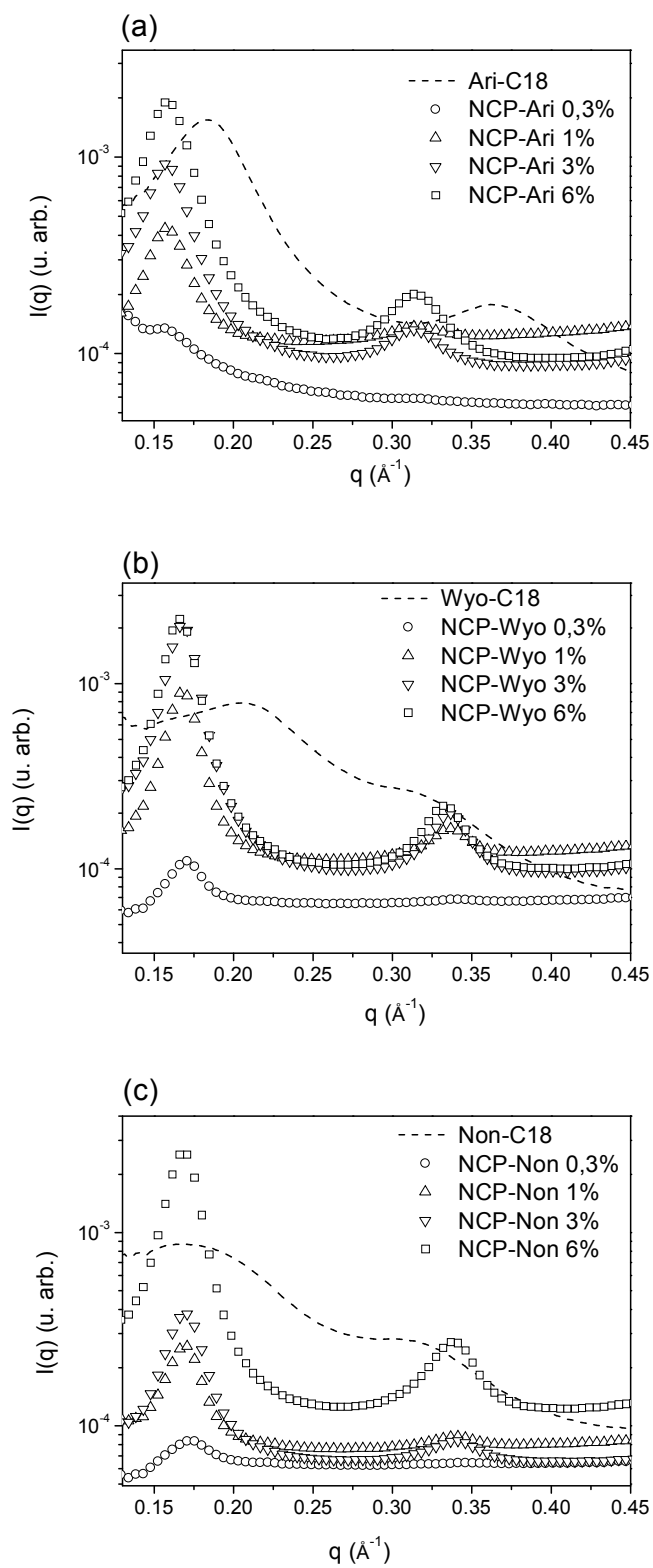 (a)
Ari-C18
NCP-Ari 0,3%
NCP-Ari 1%
NCP-Ari 3%
NCP-Ari 6%
10⁻³
10⁻⁴
I(q) (u. arb.)
0.15 0.20 0.25 0.30 0.35 0.40 0.45
q (Å⁻¹)
(b)
Wyo-C18
NCP-Wyo 0,3%
NCP-Wyo 1%
NCP-Wyo 3%
NCP-Wyo 6%
10⁻³
10⁻⁴
I(q) (u. arb.)
0.15 0.20 0.25 0.30 0.35 0.40 0.45
q (Å⁻¹)
(c)
Non-C18
NCP-Non 0,3%
NCP-Non 1%
NCP-Non 3%
NCP-Non 6%
10⁻³
10⁻⁴
I(q) (u. arb.)
0.15 0.20 0.25 0.30 0.35 0.40 0.45
q (Å⁻¹)